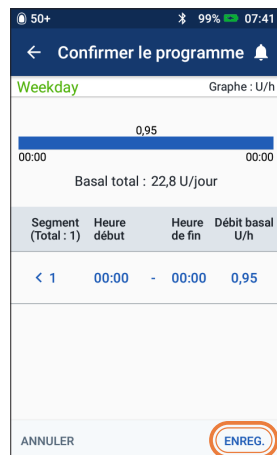 50+ 99% 07:41
Confirmer le programme
Weekday Graphe : U/h
0,95
00:00 00:00
Basal total : 22,8 U/jour
Segment Heure Heure Débit basal
(Total : 1) début de fin U/h
< 1 00:00 - 00:00 0,95
ANNULER ENREG.